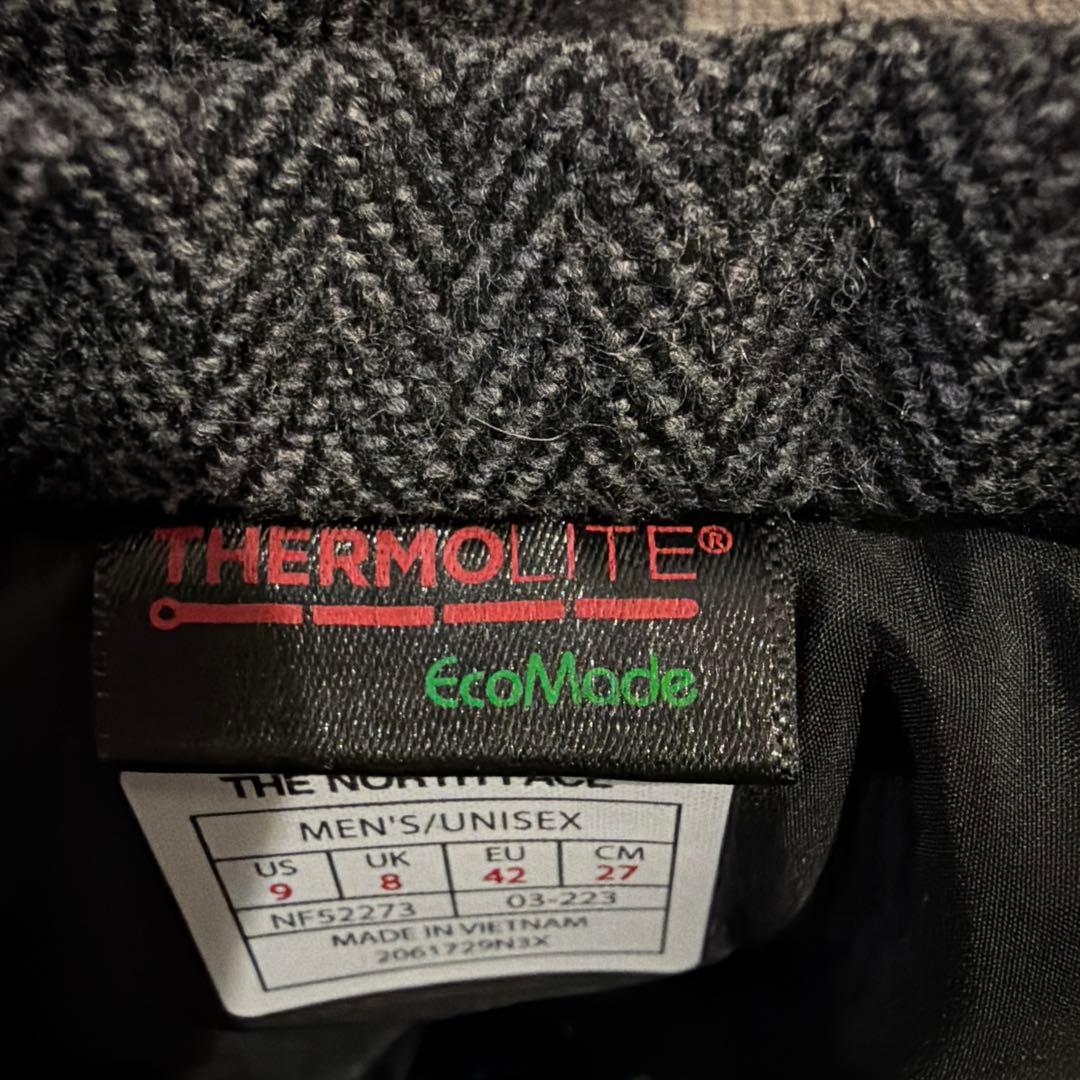 THERMOLITE®
EcoMade
THE NORTH FACE
MEN'S/UNISEX
US UK EU CM
9 8 42 27
NF52273 03-223
MADE IN VIETNAM
2061729N3X